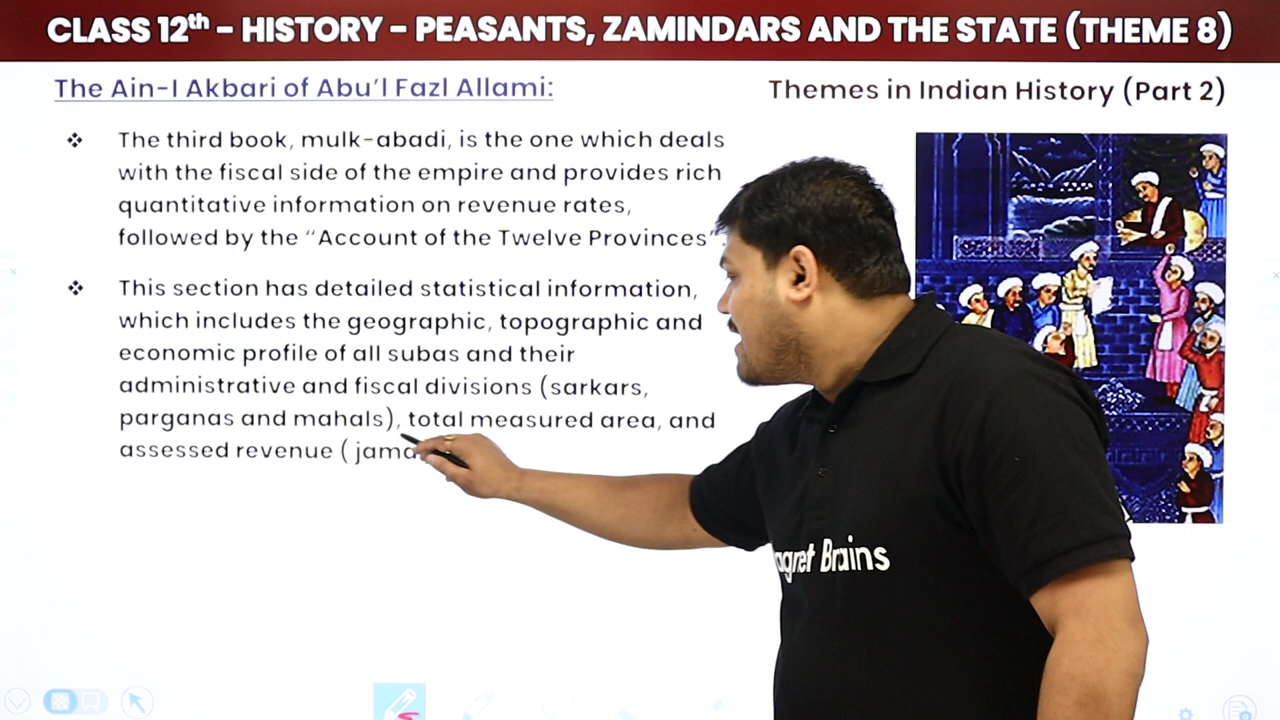 CLASS 12th – HISTORY – PEASANTS, ZAMINDARS AND THE STATE (THEME 8)
The Ain-I Akbari of Abu'l Fazl Allami:
Themes in Indian History (Part 2)
❖ The third book, mulk-abadi, is the one which deals
with the fiscal side of the empire and provides rich
quantitative information on revenue rates,
followed by the “Account of the Twelve Provinces”.
❖ This section has detailed statistical information,
which includes the geographic, topographic and
economic profile of all subas and their
administrative and fiscal divisions (sarkars,
parganas and mahals), total measured area, and
assessed revenue ( jama
Brains